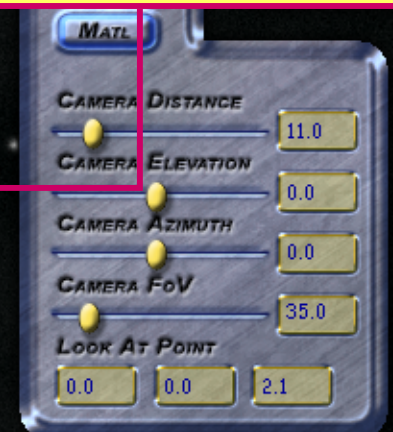 MATL
CAMERA DISTANCE
11.0
CAMERA ELEVATION
0.0
CAMERA AZIMUTH
0.0
CAMERA FOV
35.0
LOOK AT POINT
0.0 0.0 2.1